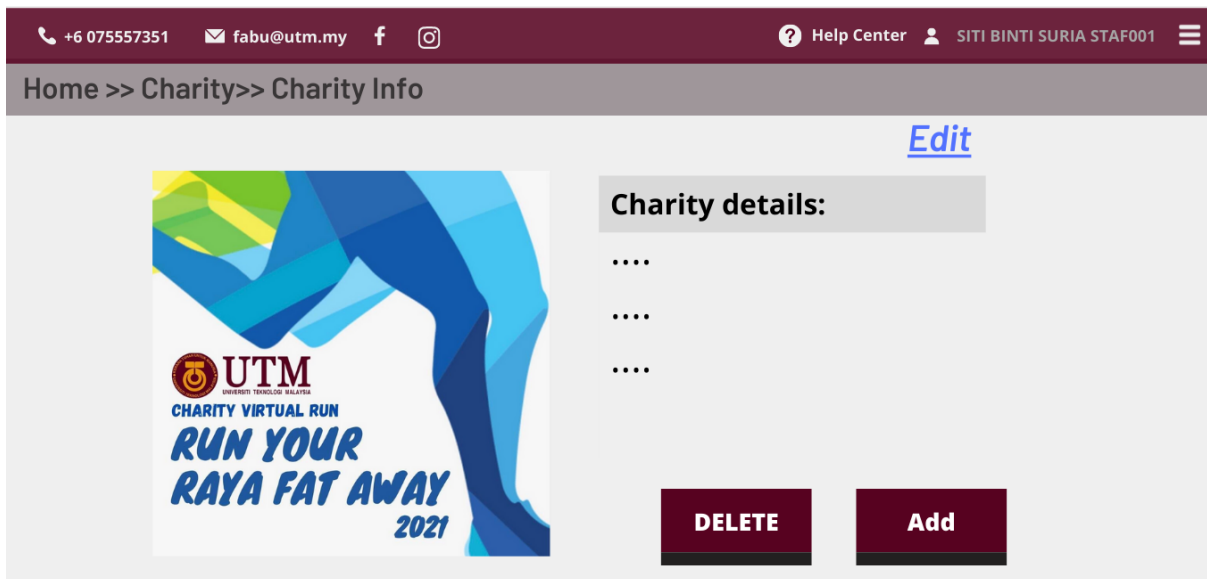 +6 075557351 fabu@utm.my f Help Center SITI BINTI SURIA STAF001
Home >> Charity>> Charity Info
Edit
Charity details:
....
....
....
UTM
UNIVERSITI TEKNOLOGI MALAYSIA
CHARITY VIRTUAL RUN
RUN YOUR
RAYA FAT AWAY
2021
DELETE Add